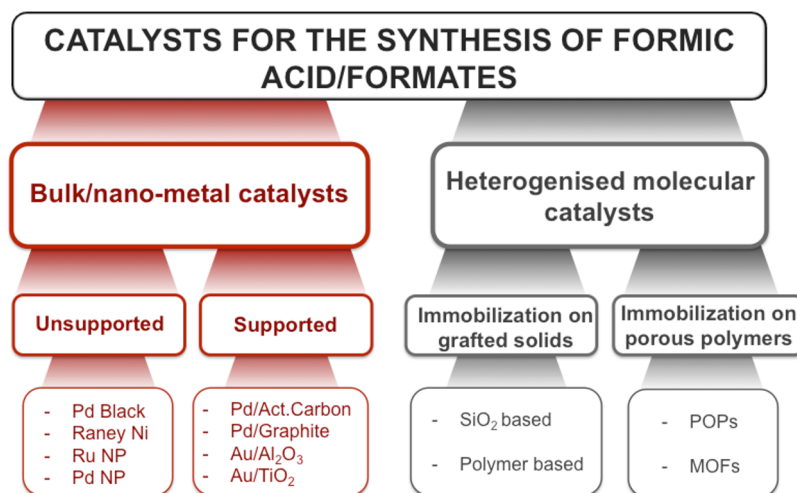 CATALYSTS FOR THE SYNTHESIS OF FORMIC
ACID/FORMATES
Bulk/nano-metal catalysts
Heterogenised molecular
catalysts
Unsupported
Supported
Immobilization on
grafted solids
Immobilization on
porous polymers
- Pd Black
- Raney Ni
- Ru NP
- Pd NP
- Pd/Act.Carbon
- Pd/Graphite
- Au/Al₂O₃
- Au/TiO₂
- SiO₂ based
- Polymer based
- POPs
- MOFs